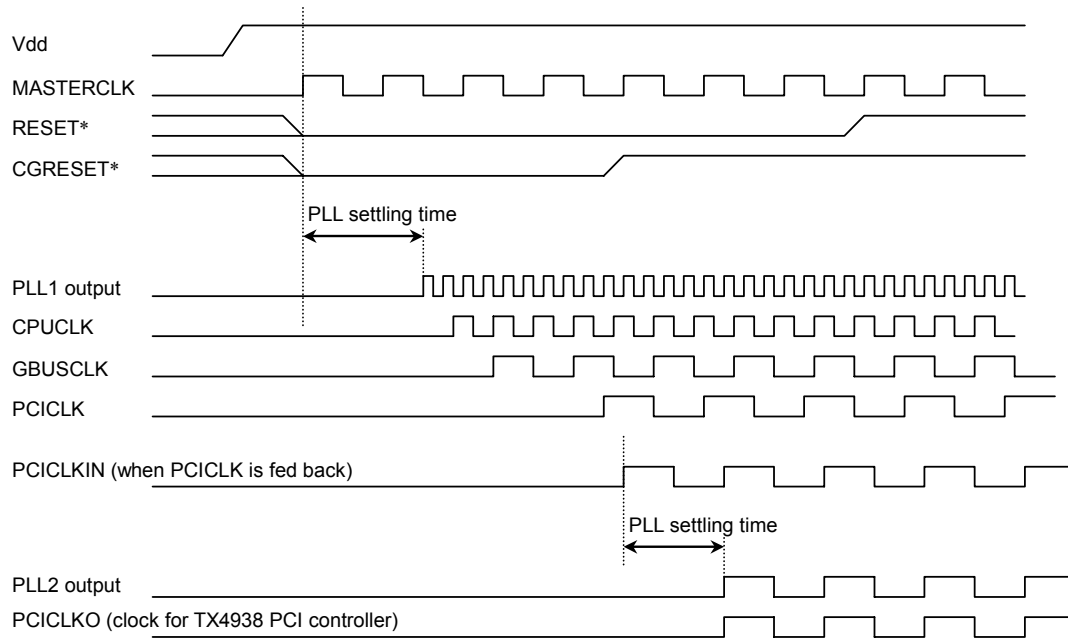 Vdd
MASTERCLK
RESET*
CGRESET*
PLL settling time
PLL1 output
CPUCLK
GBUSCLK
PCICLK
PCICLKIN (when PCICLK is fed back)
PLL settling time
PLL2 output
PCICLKO (clock for TX4938 PCI controller)